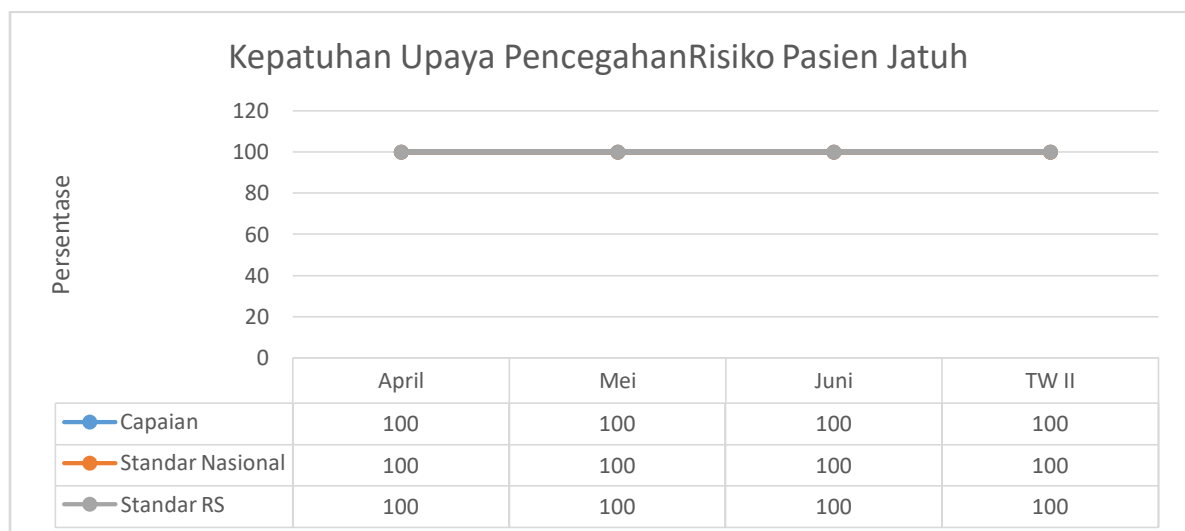 Kepatuhan Upaya PencegahanRisiko Pasien Jatuh
Persentase
120
100
80
60
40
20
0
April Mei Juni TW II
Capaian 100 100 100 100
Standar Nasional 100 100 100 100
Standar RS 100 100 100 100